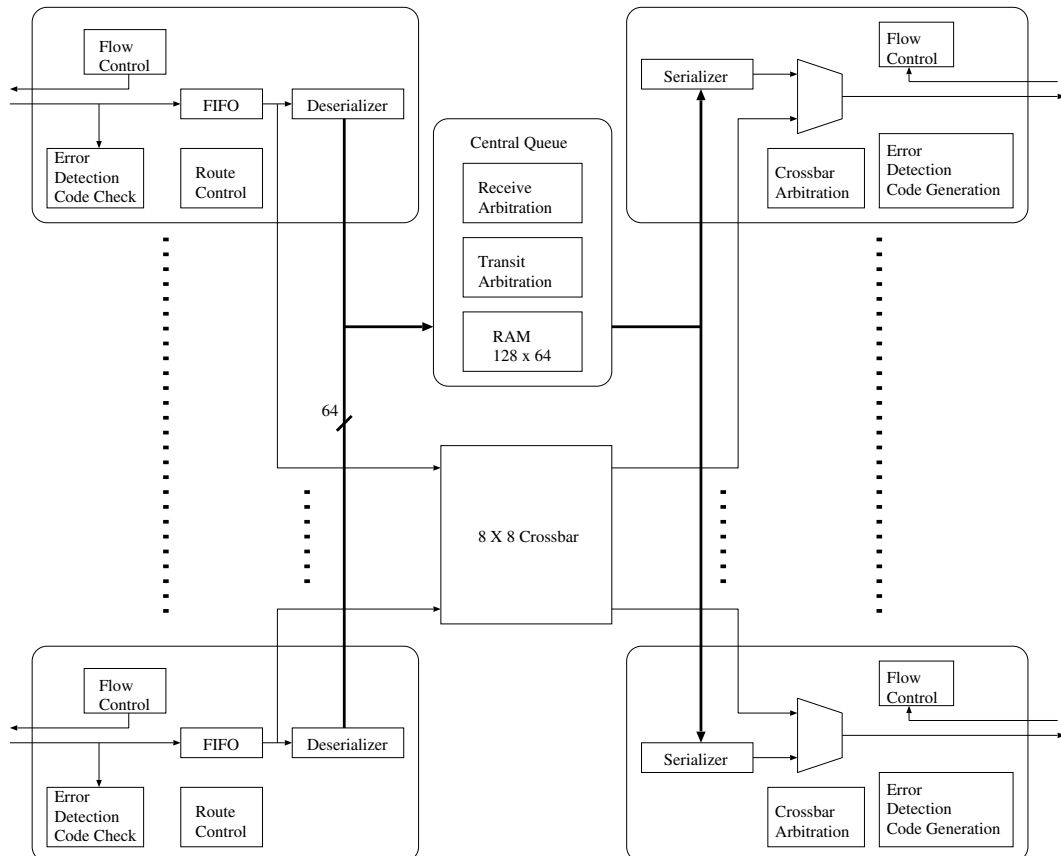 Flow
Control
FIFO
Deserializer
Error
Detection
Code Check
Route
Control
Central Queue
Receive
Arbitration
Transit
Arbitration
RAM
128 x 64
Serializer
Flow
Control
Crossbar
Arbitration
Error
Detection
Code Generation
64
8 X 8 Crossbar
Flow
Control
FIFO
Deserializer
Error
Detection
Code Check
Route
Control
Flow
Control
Serializer
Crossbar
Arbitration
Error
Detection
Code Generation